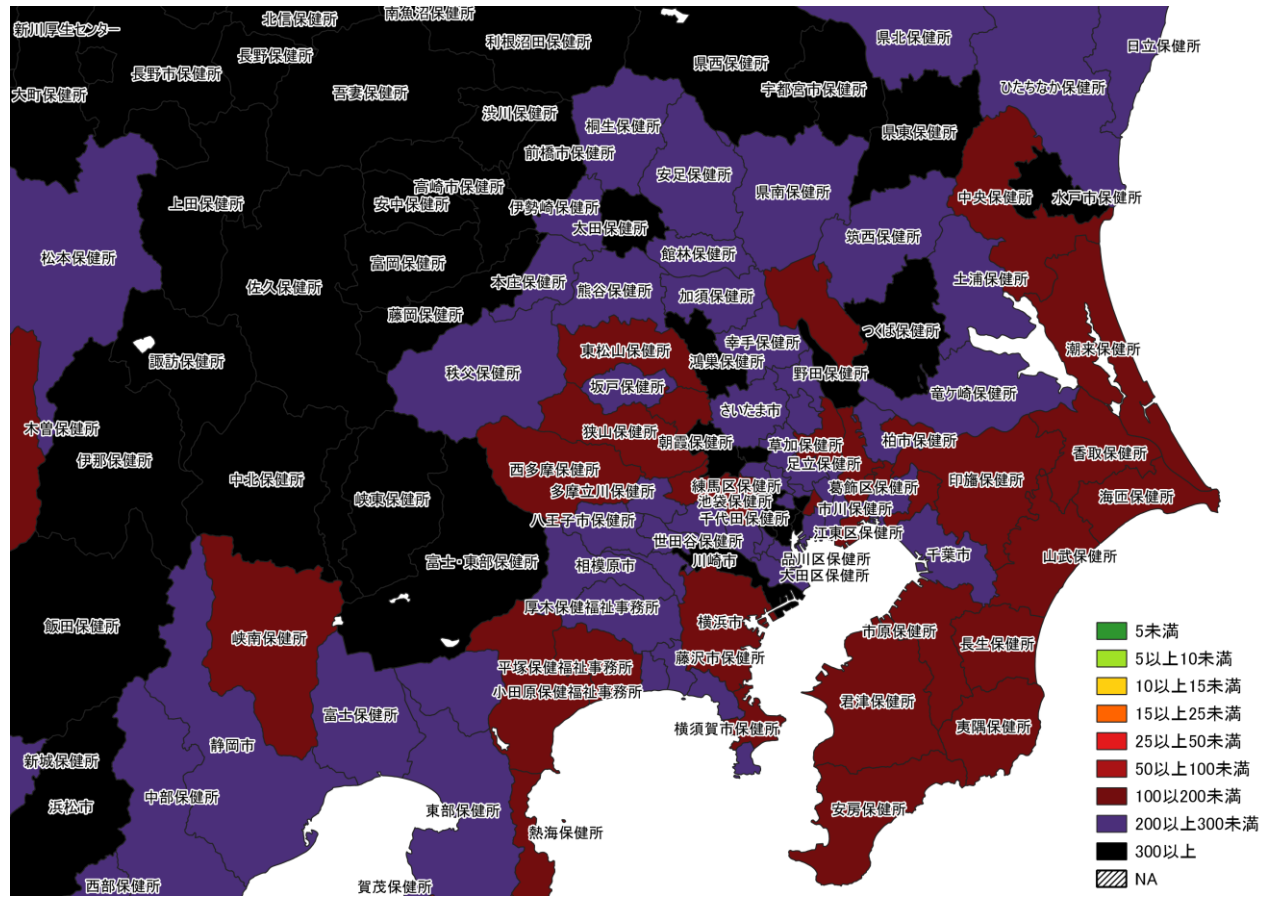 南魚沼保健所
北信保健所
新川厚生センター
利根沼田保健所
県北保健所
日立保健所
長野保健所
県西保健所
長野市保健所
ひたちなか保健所
宇都宮市保健所
大町保健所
吾妻保健所
渋川保健所
桐生保健所
県東保健所
前橋市保健所
安足保健所
高崎市保健所
県南保健所
中央保健所
水戸市保健所
上田保健所
安中保健所
伊勢崎保健所
太田保健所
筑西保健所
松本保健所
富岡保健所
館林保健所
土浦保健所
佐久保健所
本庄保健所
熊谷保健所
加須保健所
藤岡保健所
つくば保健所
幸手保健所
東松山保健所
潮来保健所
諏訪保健所
鴻巣保健所
秩父保健所
野田保健所
坂戸保健所
竜ケ崎保健所
さいたま市
木曽保健所
狭山保健所
朝霞保健所
草加保健所
柏市保健所
伊那保健所
香取保健所
西多摩保健所
足立保健所
中北保健所
峡東保健所
印旛保健所
練馬区保健所
葛飾区保健所
多摩立川保健所
海匝保健所
池袋保健所
市川保健所
八王子市保健所
千代田保健所
江東区保健所
世田谷保健所
千葉市
山武保健所
富士・東部保健所
川崎市
品川区保健所
相模原市
大田区保健所
厚木保健福祉事務所
飯田保健所
横浜市
市原保健所
峡南保健所
長生保健所
藤沢市保健所
平塚保健福祉事務所
小田原保健福祉事務所
君津保健所
富士保健所
夷隅保健所
横須賀市保健所
静岡市
新城保健所
中部保健所
浜松市
東部保健所
安房保健所
熱海保健所
西部保健所
賀茂保健所
5未満
5以上10未満
10以上15未満
15以上25未満
25以上50未満
50以上100未満
100以200未満
200以上300未満
300以上
NA